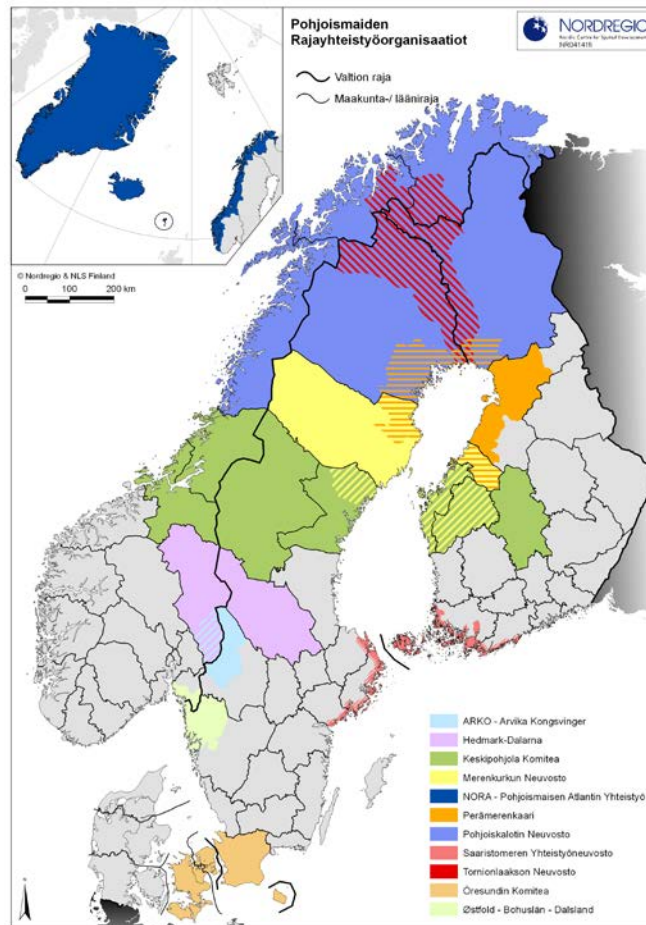 Pohjoismaiden
Rajayhteistyöorganisaatiot
NORDREGIO
Nordic Centre for Spatial Development
NR041416
Valtion raja
Maakunta-/ lääniraja
© Nordregio & NLS Finland
0 100 200 km
ARKO - Arvika Kongsvinger
Hedmark-Dalarna
Keskipohjola Komitea
Merenkurkun Neuvosto
NORA - Pohjoismaisen Atlantin Yhteistyö
Perämerenkaari
Pohjoiskalotin Neuvosto
Saaristomeren Yhteistyöneuvosto
Tornionlaakson Neuvosto
Öresundin Komitea
Østfold - Bohuslän - Dalsland